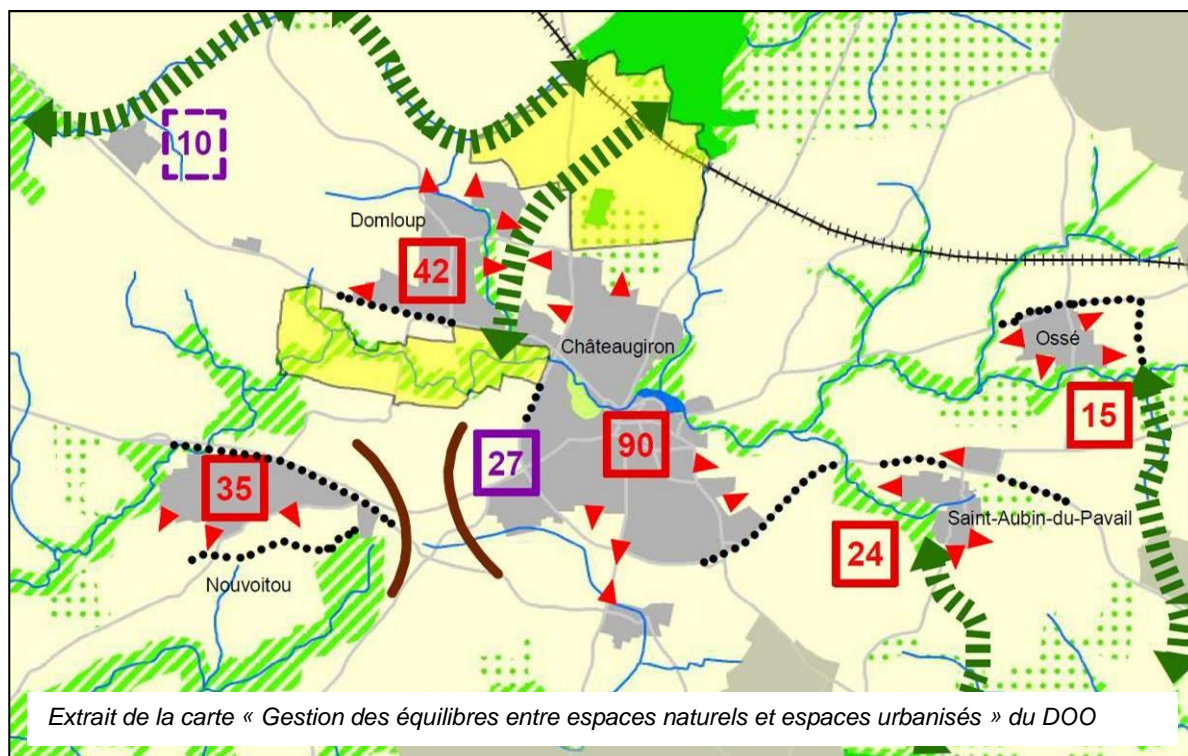 10
Domloup
42
Châteaugiron
Ossé
15
27
90
35
Saint-Aubin-du-Pavail
24
Nouvoitou
Extrait de la carte « Gestion des équilibres entre espaces naturels et espaces urbanisés » du DOO